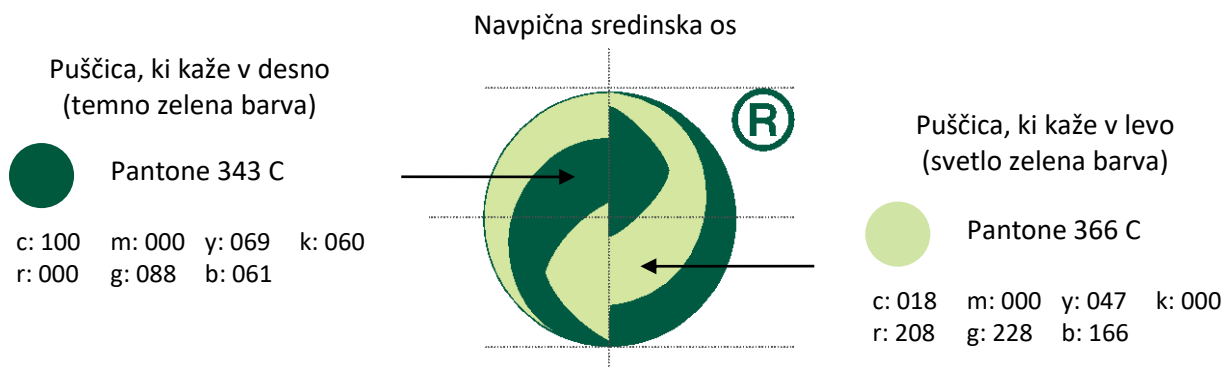 Navpična sredinska os
Puščica, ki kaže v desno
(temno zelena barva)
Pantone 343 C
c: 100 m: 000 y: 069 k: 060
r: 000 g: 088 b: 061
R
Puščica, ki kaže v levo
(svetlo zelena barva)
Pantone 366 C
c: 018 m: 000 y: 047 k: 000
r: 208 g: 228 b: 166